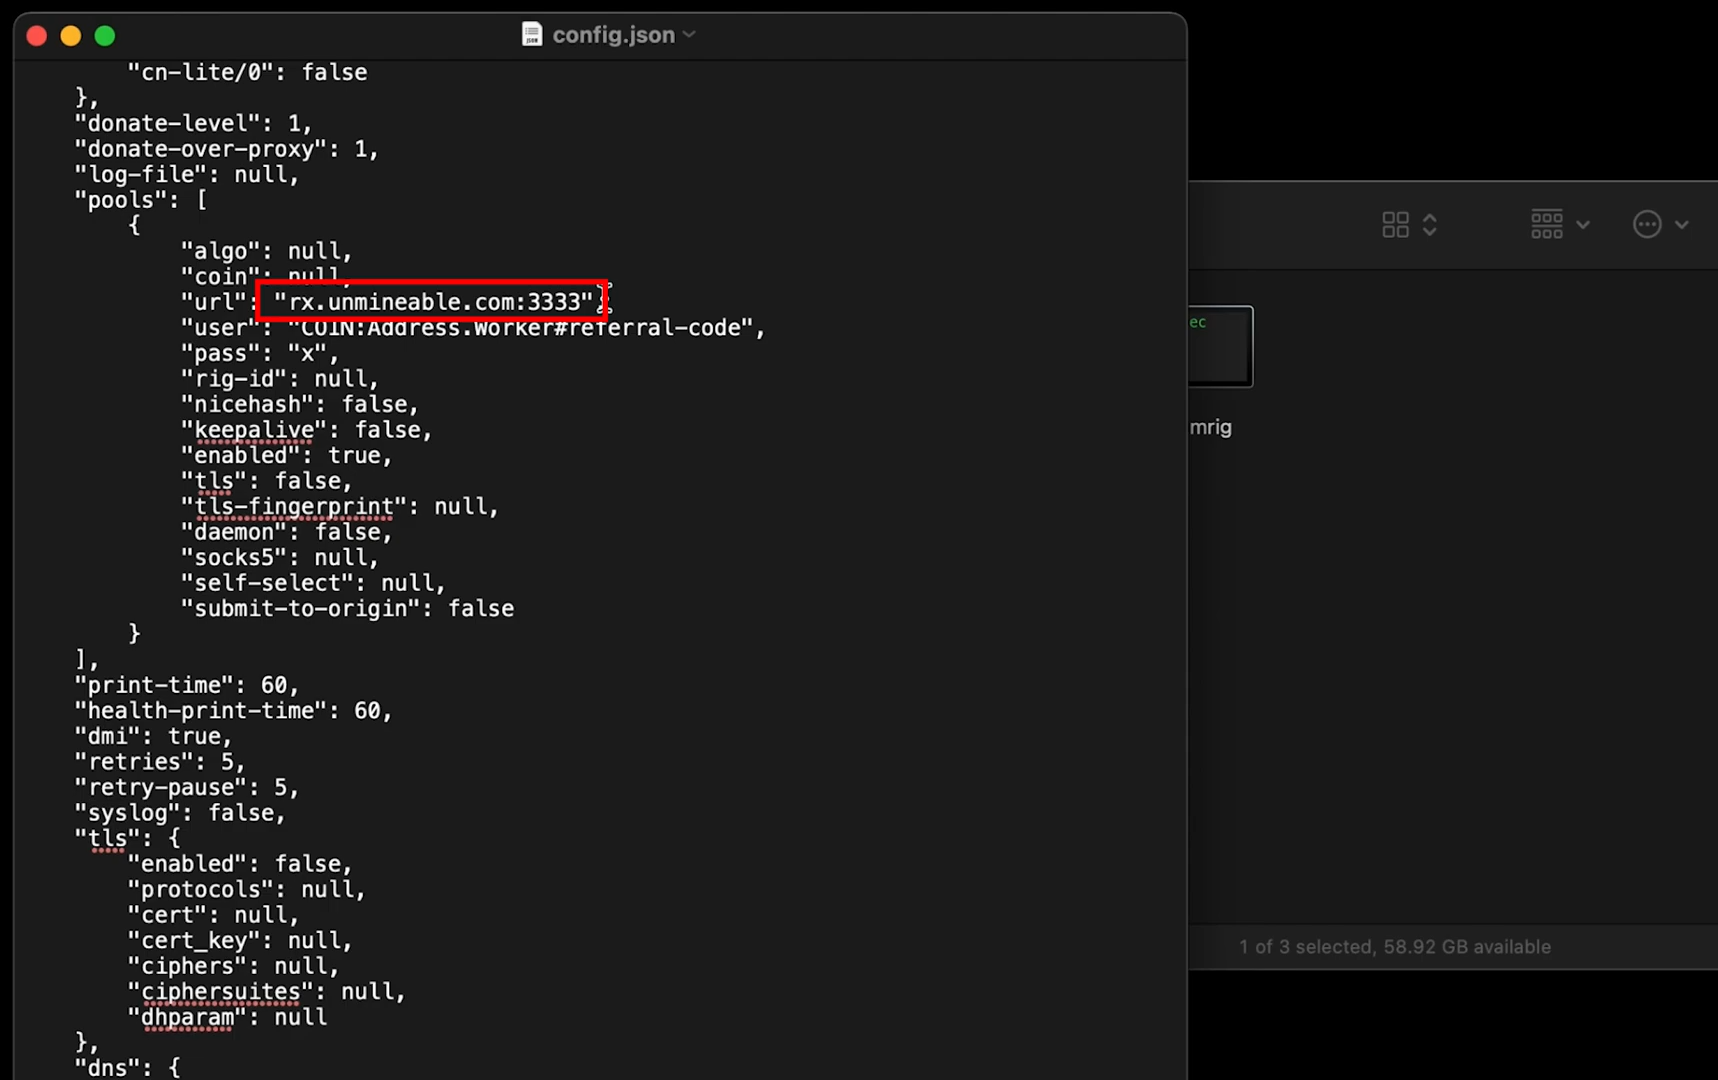 config.json
"cn-lite/0": false
},
"donate-level": 1,
"donate-over-proxy": 1,
"log-file": null,
"pools": [
{
"algo": null,
"coin": null,
"url": "rx.unmineable.com:3333",
"user": "COIN:Address.Worker#referral-code",
"pass": "x",
"rig-id": null,
"nicehash": false,
"keepalive": false,
"enabled": true,
"tls": false,
"tls-fingerprint": null,
"daemon": false,
"socks5": null,
"self-select": null,
"submit-to-origin": false
}
],
"print-time": 60,
"health-print-time": 60,
"dmi": true,
"retries": 5,
"retry-pause": 5,
"syslog": false,
"tls": {
"enabled": false,
"protocols": null,
"cert": null,
"cert_key": null,
"ciphers": null,
"ciphersuites": null,
"dhparam": null
},
"dns": {
ec
mrig
1 of 3 selected, 58.92 GB available